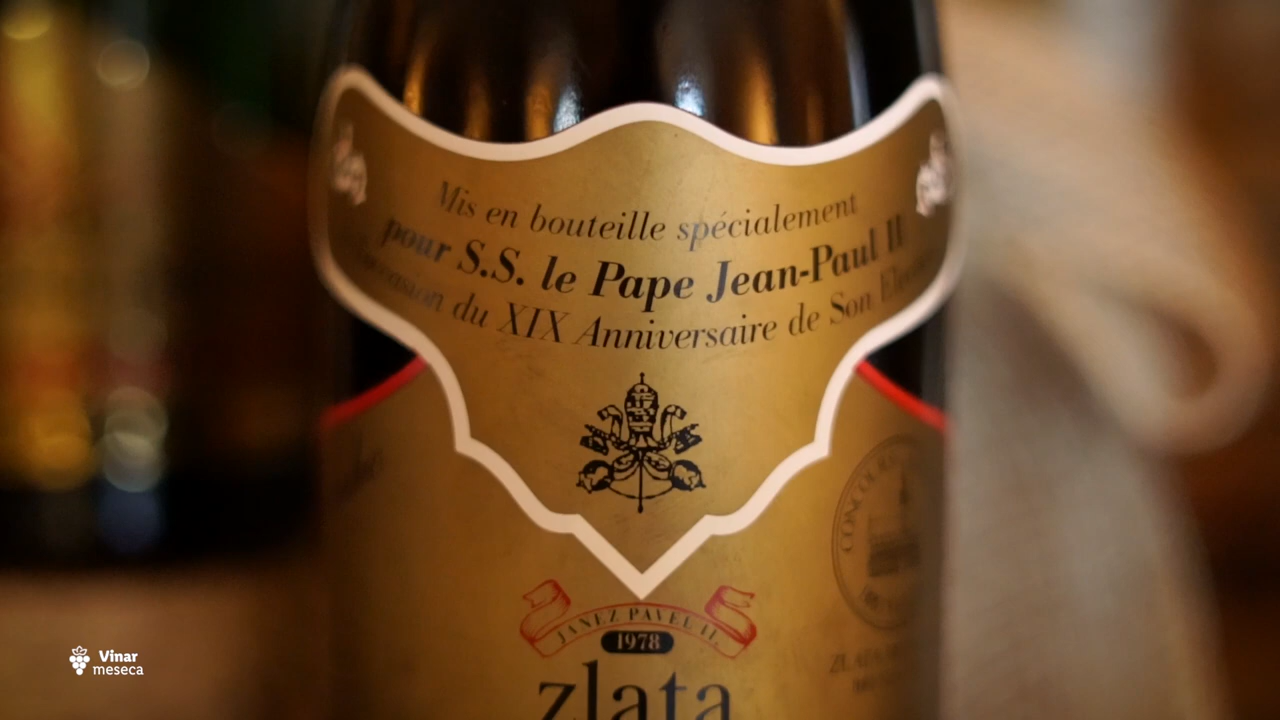 Mis en bouteille spécialement
pour S.S. le Pape Jean-Paul II
du XIX Anniversaire de Son
JANEZ PAVEL II.
1978
zlata
CONCOURS
Vinar
meseca